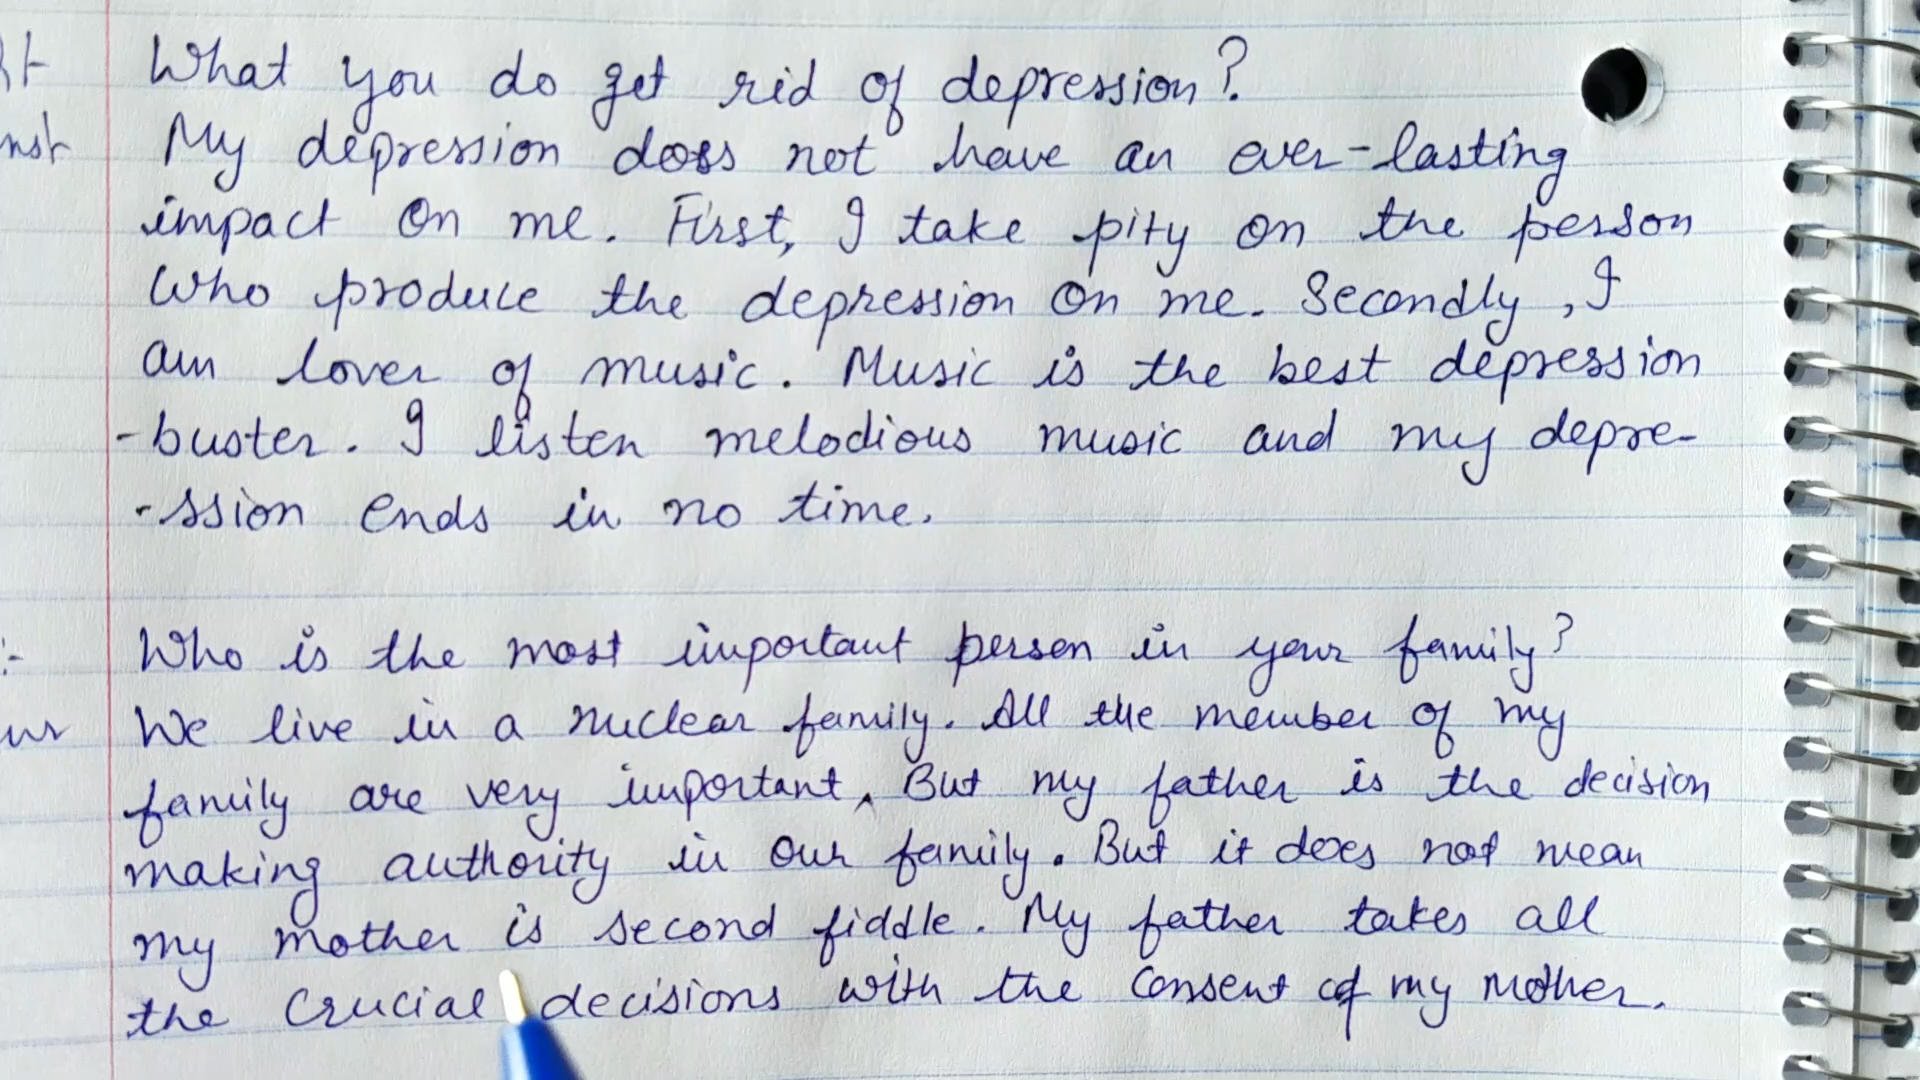 What you do get rid of depression?
My depression does not have an ever-lasting
impact on me. First, I take pity on the person
who produce the depression on me. Secondly, I
am lover of music. Music is the best depression
-buster. I listen melodious music and my depre-
-ssion ends in no time.
:- Who is the most important person in your family?
We live in a nuclear family. All the member of my
family are very important. But my father is the decision
making authority in our family. But it does not mean
my mother is second fiddle. My father takes all
the crucial decisions with the consent of my mother.